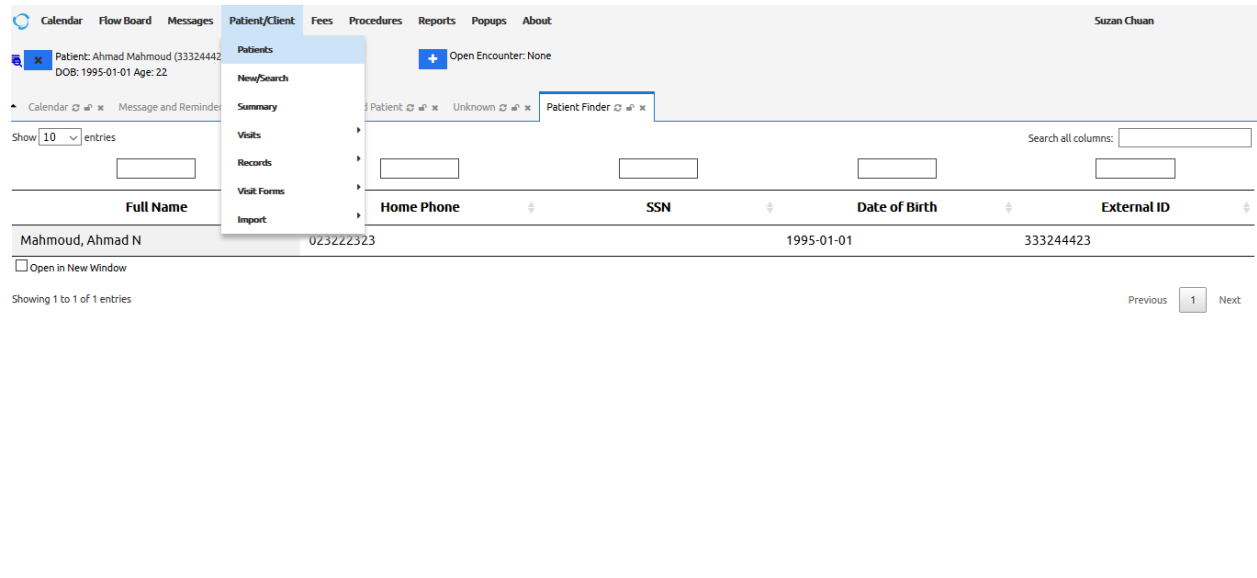 Calendar Flow Board Messages Patient/Client Fees Procedures Reports Popups About Suzan Chuan
Patient: Ahmad Mahmoud (33324442
DOB: 1995-01-01 Age: 22
Open Encounter: None
Patients
New/Search
Summary
Visits
Records
Visit Forms
Import
Calendar Message and Reminder Patient Unknown Patient Finder
Show 10 entries Search all columns:
Full Name Home Phone SSN Date of Birth External ID
Mahmoud, Ahmad N 023222323 1995-01-01 333244423
Open in New Window
Showing 1 to 1 of 1 entries Previous 1 Next